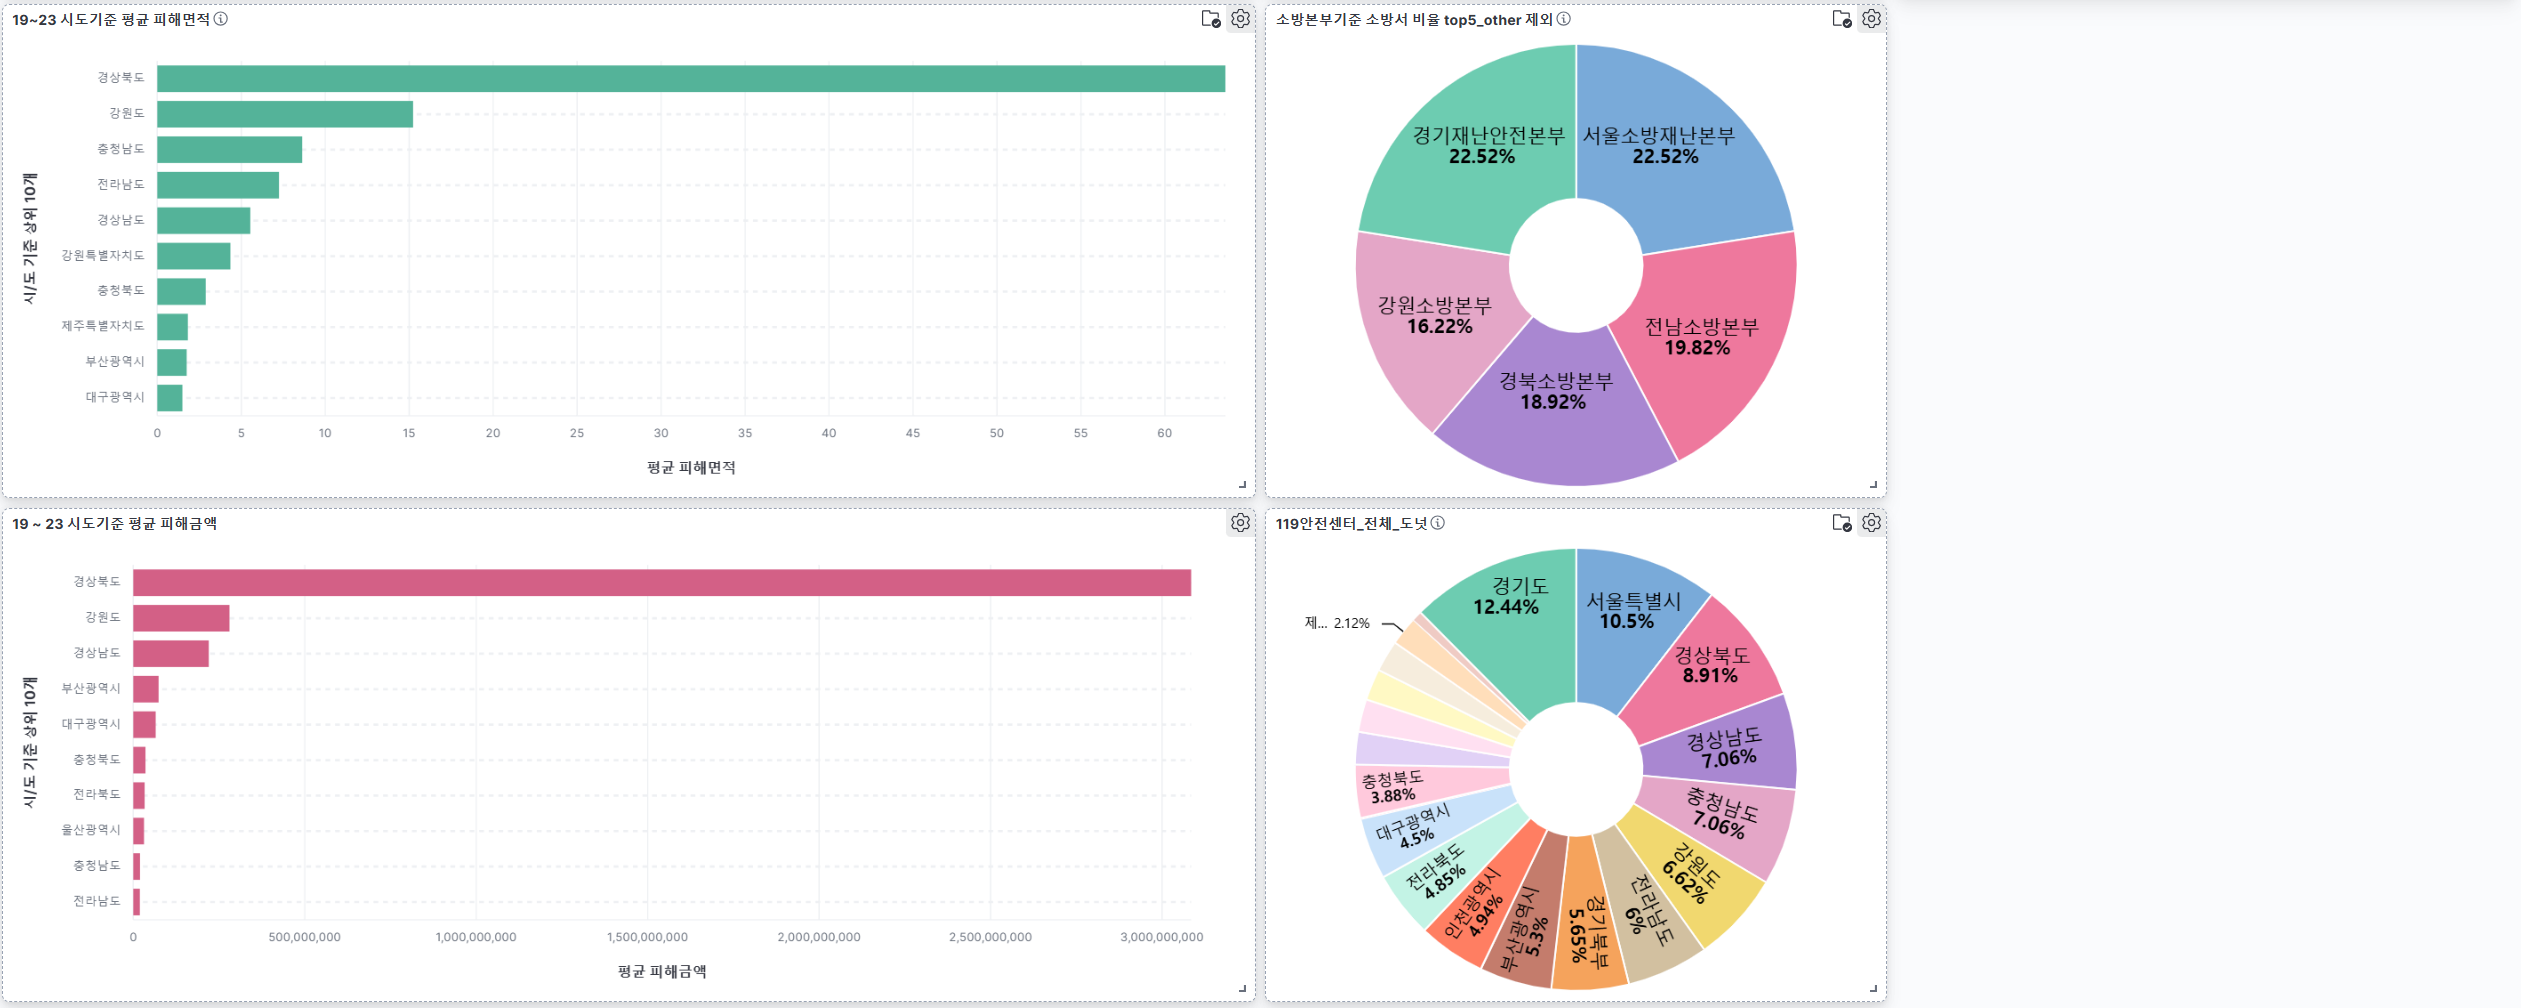 19~23 시도기준 평균 피해면적
시/도 기준 상위 10개
경상북도
강원도
충청남도
전라남도
경상남도
강원특별자치도
충청북도
제주특별자치도
부산광역시
대구광역시
0 5 10 15 20 25 30 35 40 45 50 55 60
평균 피해면적
소방본부기준 소방서 비율 top5_other 제외
경기재난안전본부
22.52%
서울소방재난본부
22.52%
강원소방본부
16.22%
전남소방본부
19.82%
경북소방본부
18.92%
19 ~ 23 시도기준 평균 피해금액
시/도 기준 상위 10개
경상북도
강원도
경상남도
부산광역시
대구광역시
충청북도
전라북도
울산광역시
충청남도
전라남도
0 500,000,000 1,000,000,000 1,500,000,000 2,000,000,000 2,500,000,000 3,000,000,000
평균 피해금액
119안전센터_전체_도넛
경기도
12.44%
서울특별시
10.5%
제... 2.12%
경상북도
8.91%
경상남도
7.06%
충청남도
7.06%
강원도
6.62%
전라남도
6%
경기북부
5.65%
부산광역시
5.3%
인천광역시
4.94%
전라북도
4.85%
대구광역시
4.5%
충청북도
3.88%